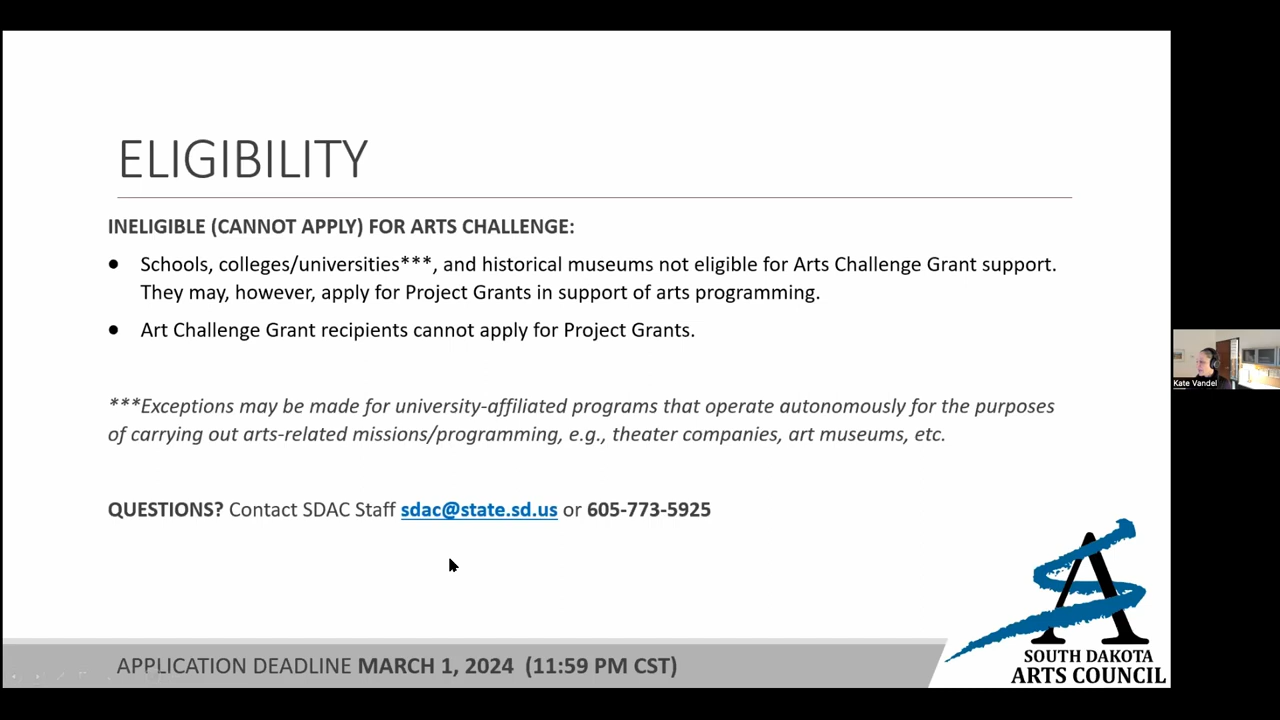 ELIGIBILITY
INELIGIBLE (CANNOT APPLY) FOR ARTS CHALLENGE:
● Schools, colleges/universities***, and historical museums not eligible for Arts Challenge Grant support.
They may, however, apply for Project Grants in support of arts programming.
● Art Challenge Grant recipients cannot apply for Project Grants.
***Exceptions may be made for university-affiliated programs that operate autonomously for the purposes
of carrying out arts-related missions/programming, e.g., theater companies, art museums, etc.
QUESTIONS? Contact SDAC Staff sdac@state.sd.us or 605-773-5925
Kate Vandel
APPLICATION DEADLINE MARCH 1, 2024 (11:59 PM CST)
SOUTH DAKOTA
ARTS COUNCIL